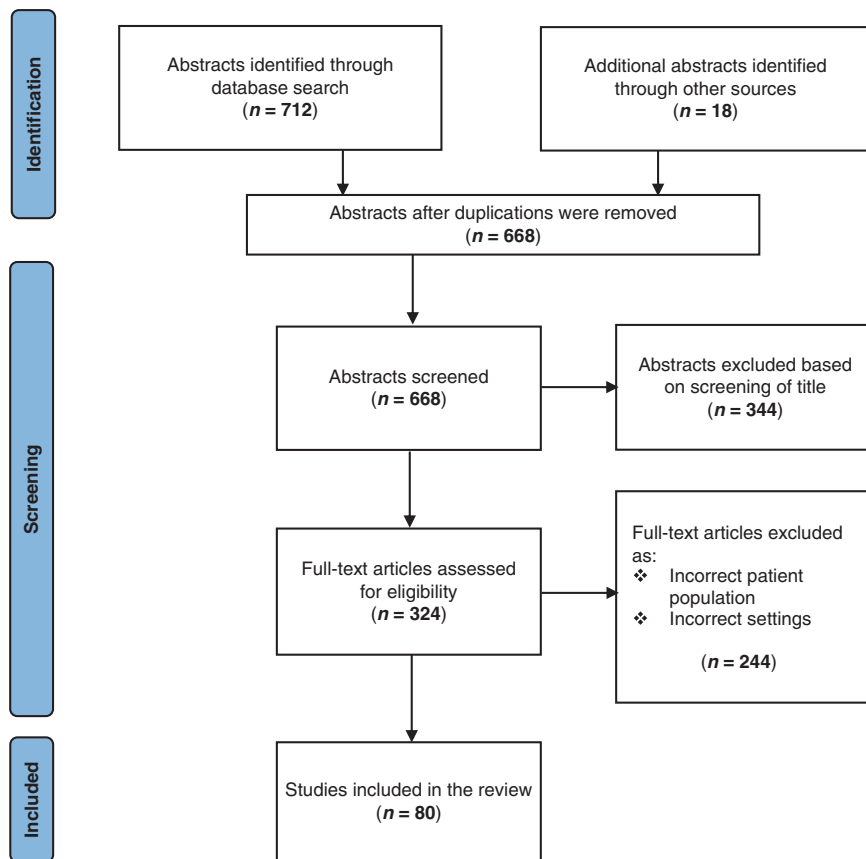 Identification
Abstracts identified through
database search
(n = 712)
Additional abstracts identified
through other sources
(n = 18)
Abstracts after duplications were removed
(n = 668)
Screening
Abstracts screened
(n = 668)
Abstracts excluded based
on screening of title
(n = 344)
Full-text articles assessed
for eligibility
(n = 324)
Full-text articles excluded
as:
❖ Incorrect patient
population
❖ Incorrect settings
(n = 244)
Included
Studies included in the review
(n = 80)